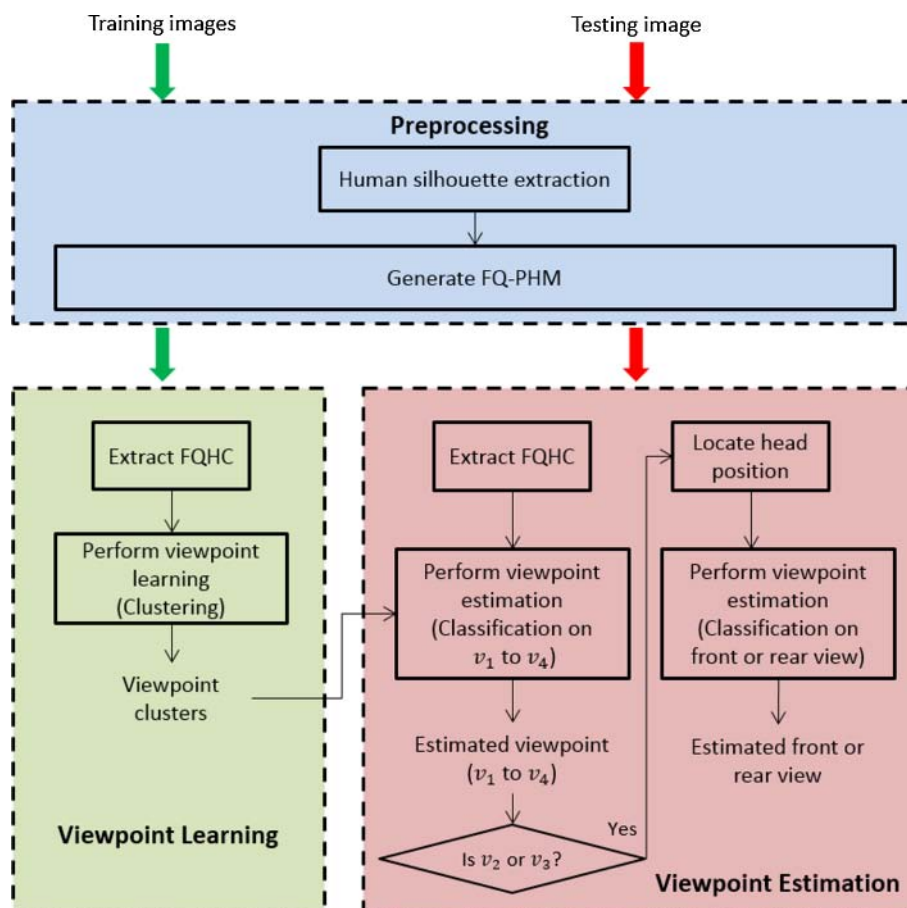 Training images
Testing image
Preprocessing
Human silhouette extraction
Generate FQ-PHM
Extract FQHC
Perform viewpoint
learning
(Clustering)
Viewpoint
clusters
Viewpoint Learning
Extract FQHC
Perform viewpoint
estimation
(Classification on
v₁ to v₄)
Estimated viewpoint
(v₁ to v₄)
Is v₂ or v₃?
Yes
Locate head
position
Perform viewpoint
estimation
(Classification on
front or rear view)
Estimated front or
rear view
Viewpoint Estimation